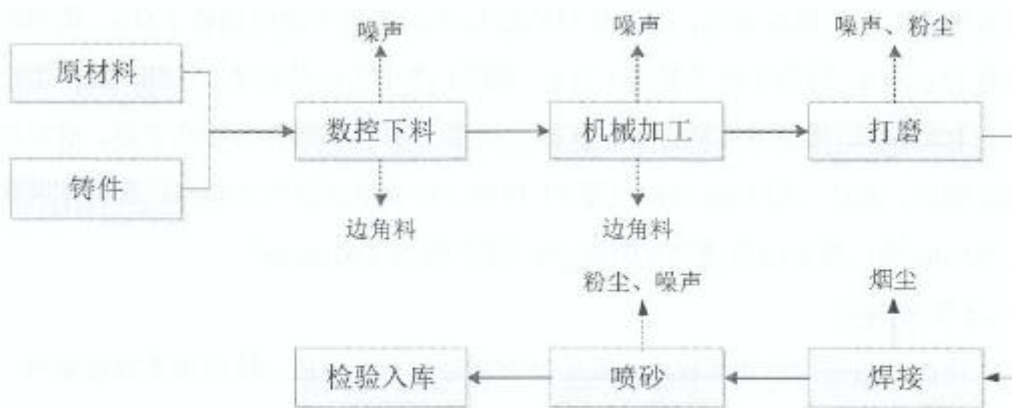 噪声
噪声
噪声、粉尘
原材料
数控下料
机械加工
打磨
铸件
边角料
边角料
粉尘、噪声
烟尘
检验入库
喷砂
焊接